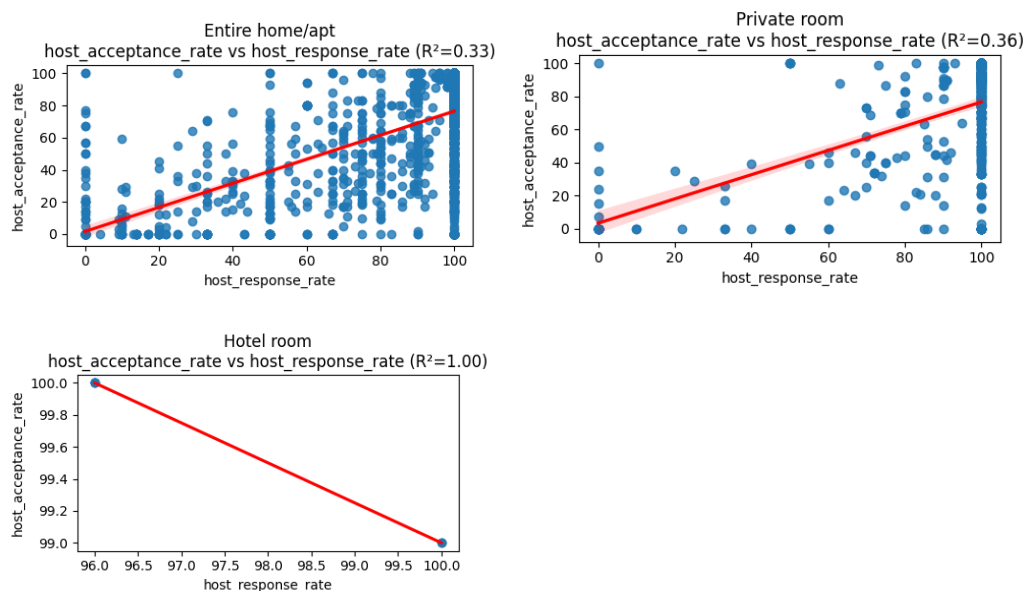 Entire home/apt
host_acceptance_rate vs host_response_rate (R²=0.33)
100
80
60
40
20
0
host_acceptance_rate
0 20 40 60 80 100
host_response_rate
Private room
host_acceptance_rate vs host_response_rate (R²=0.36)
100
80
60
40
20
0
host_acceptance_rate
0 20 40 60 80 100
host_response_rate
Hotel room
host_acceptance_rate vs host_response_rate (R²=1.00)
100.0
99.8
99.6
99.4
99.2
99.0
host_acceptance_rate
96.0 96.5 97.0 97.5 98.0 98.5 99.0 99.5 100.0
host_response_rate